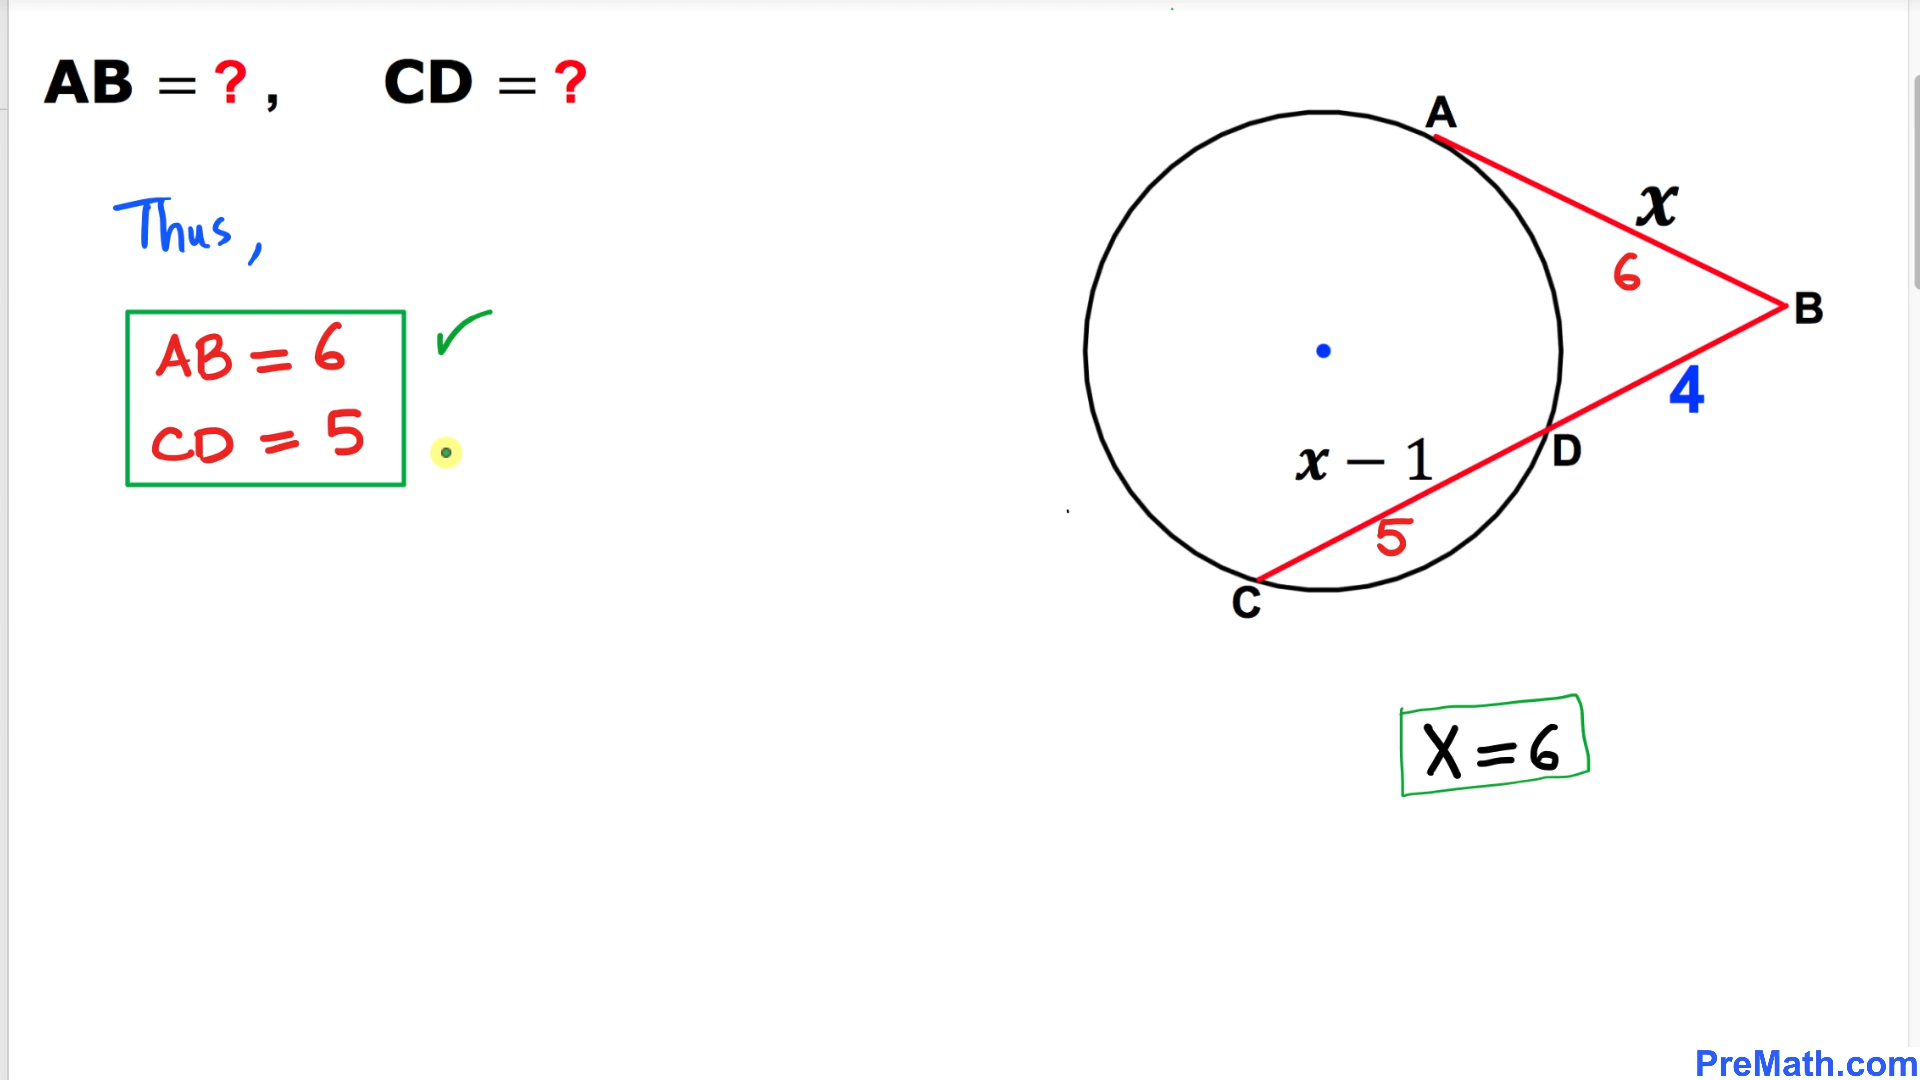 AB = ? ,     CD = ?
Thus,
AB = 6
CD = 5
A
x
6
B
4
x − 1
D
5
C
X = 6
PreMath.com